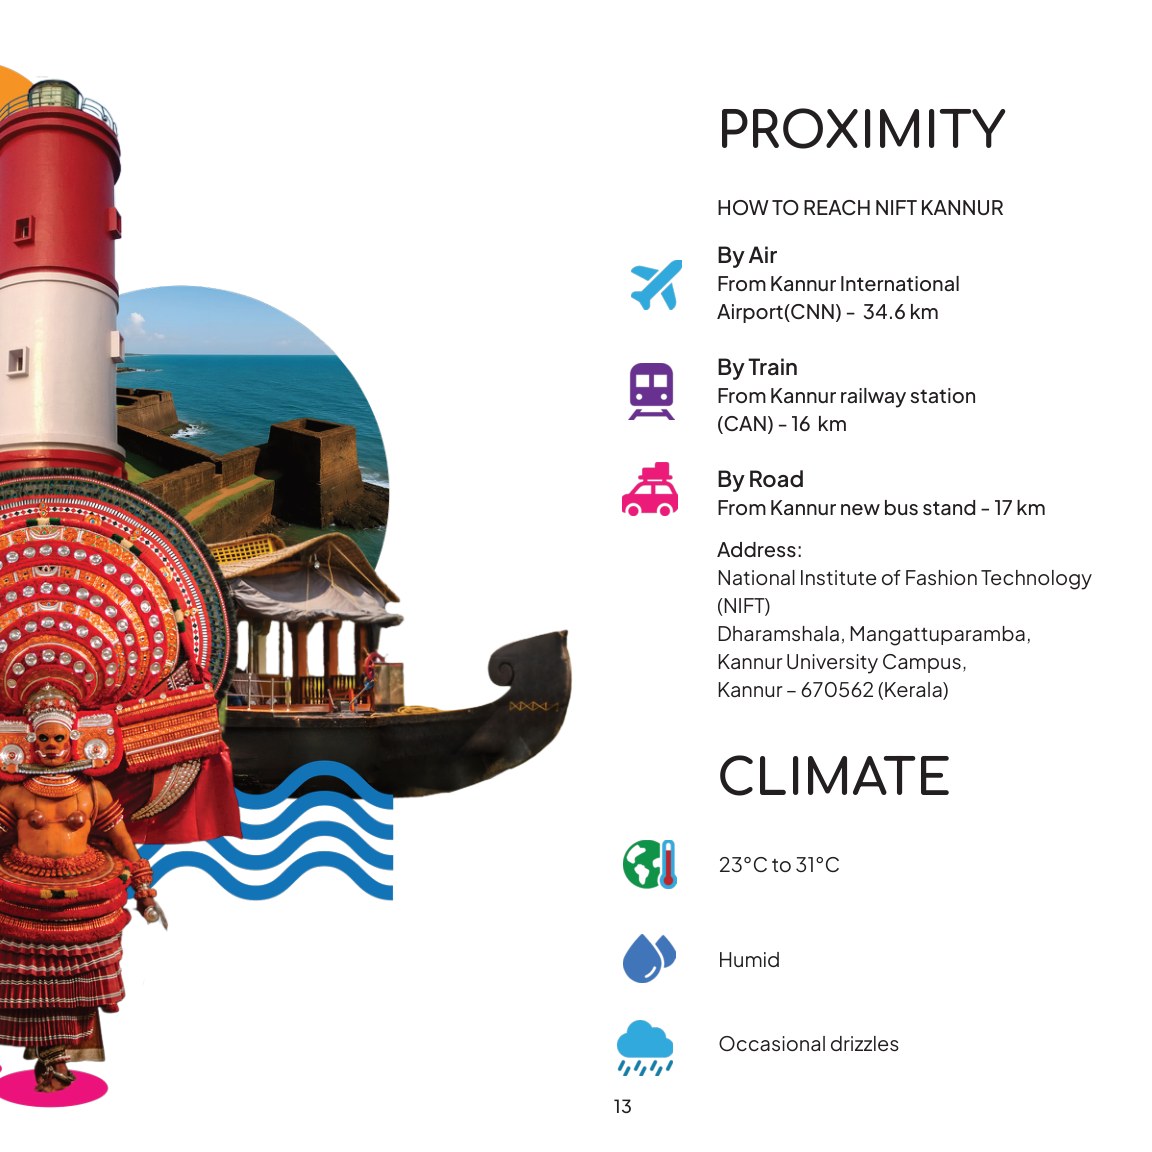 PROXIMITY
HOW TO REACH NIFT KANNUR
By Air
From Kannur International
Airport(CNN) - 34.6 km
By Train
From Kannur railway station
(CAN) - 16 km
By Road
From Kannur new bus stand - 17 km
Address:
National Institute of Fashion Technology
(NIFT)
Dharamshala, Mangattuparamba,
Kannur University Campus,
Kannur – 670562 (Kerala)
CLIMATE
23°C to 31°C
Humid
Occasional drizzles
13